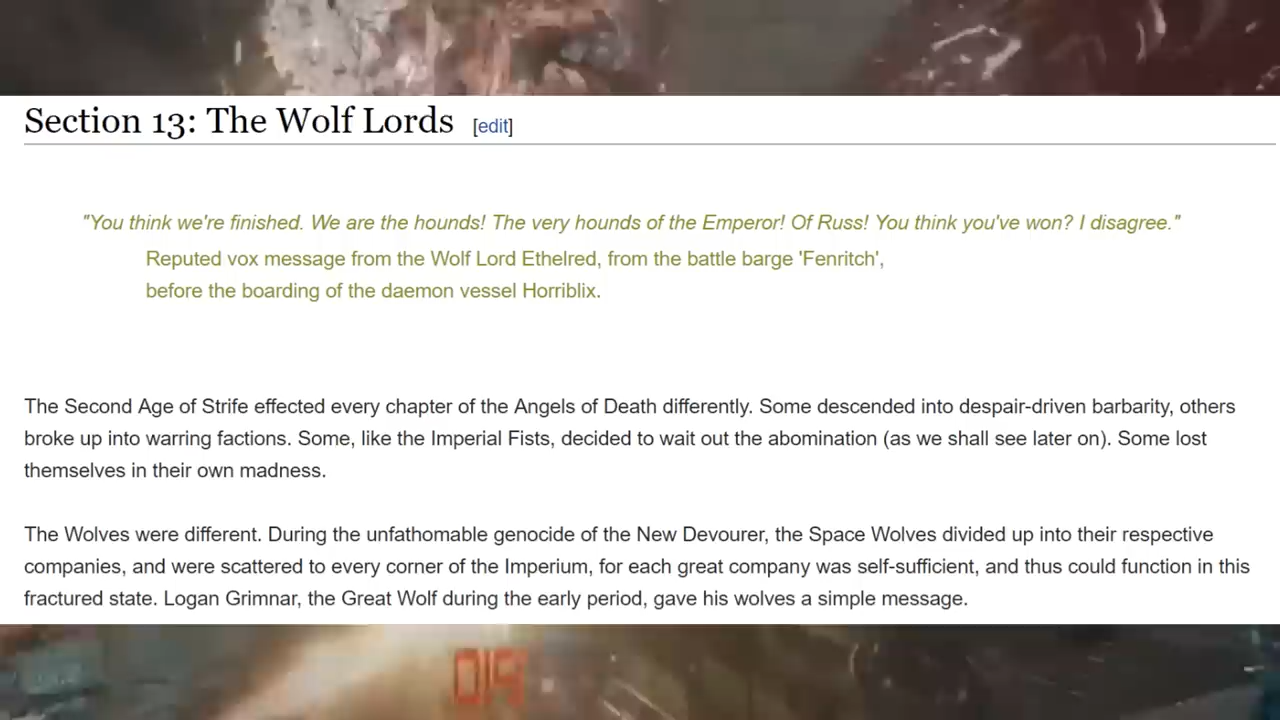 Section 13: The Wolf Lords [edit]
"You think we're finished. We are the hounds! The very hounds of the Emperor! Of Russ! You think you've won? I disagree."
Reputed vox message from the Wolf Lord Ethelred, from the battle barge 'Fenritch',
before the boarding of the daemon vessel Horriblix.
The Second Age of Strife effected every chapter of the Angels of Death differently. Some descended into despair-driven barbarity, others
broke up into warring factions. Some, like the Imperial Fists, decided to wait out the abomination (as we shall see later on). Some lost
themselves in their own madness.
The Wolves were different. During the unfathomable genocide of the New Devourer, the Space Wolves divided up into their respective
companies, and were scattered to every corner of the Imperium, for each great company was self-sufficient, and thus could function in this
fractured state. Logan Grimnar, the Great Wolf during the early period, gave his wolves a simple message.